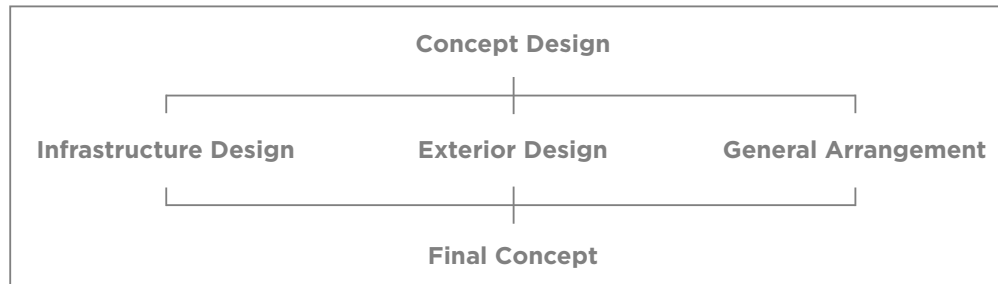 Concept Design
Infrastructure Design Exterior Design General Arrangement
Final Concept